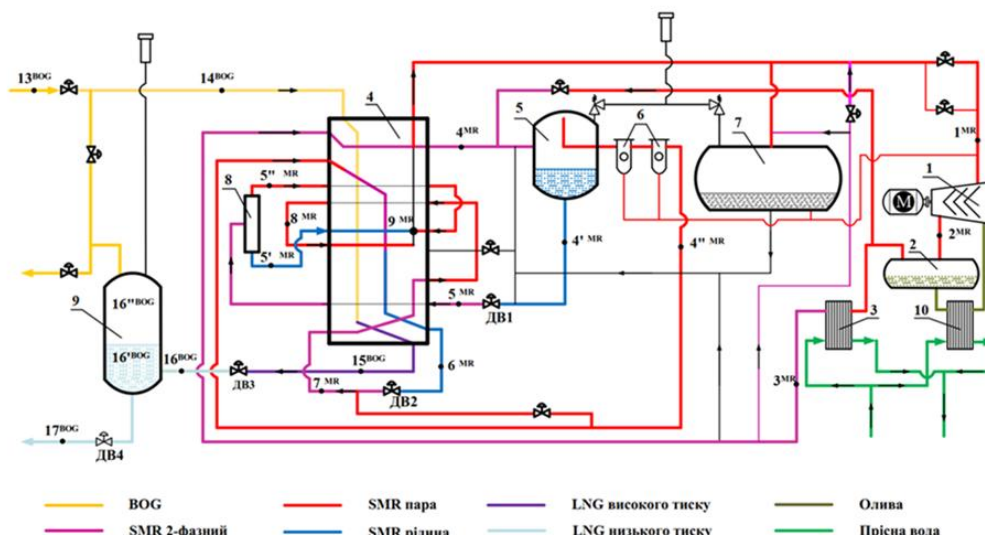 13BOG
14BOG
4
4MR
5
6
7
1MR
1
M
2MR
2
8
5'' MR
8 MR
9 MR
5' MR
4' MR
4'' MR
9
16''BOG
16'BOG
16BOG
ДВ3
15BOG
5 MR
ДВ1
6 MR
7 MR
ДВ2
3
10
3MR
17BOG
ДВ4
BOG
SMR пара
LNG високого тиску
Олива
SMR 2-фазний
SMR рідина
LNG низького тиску
Прісна вода